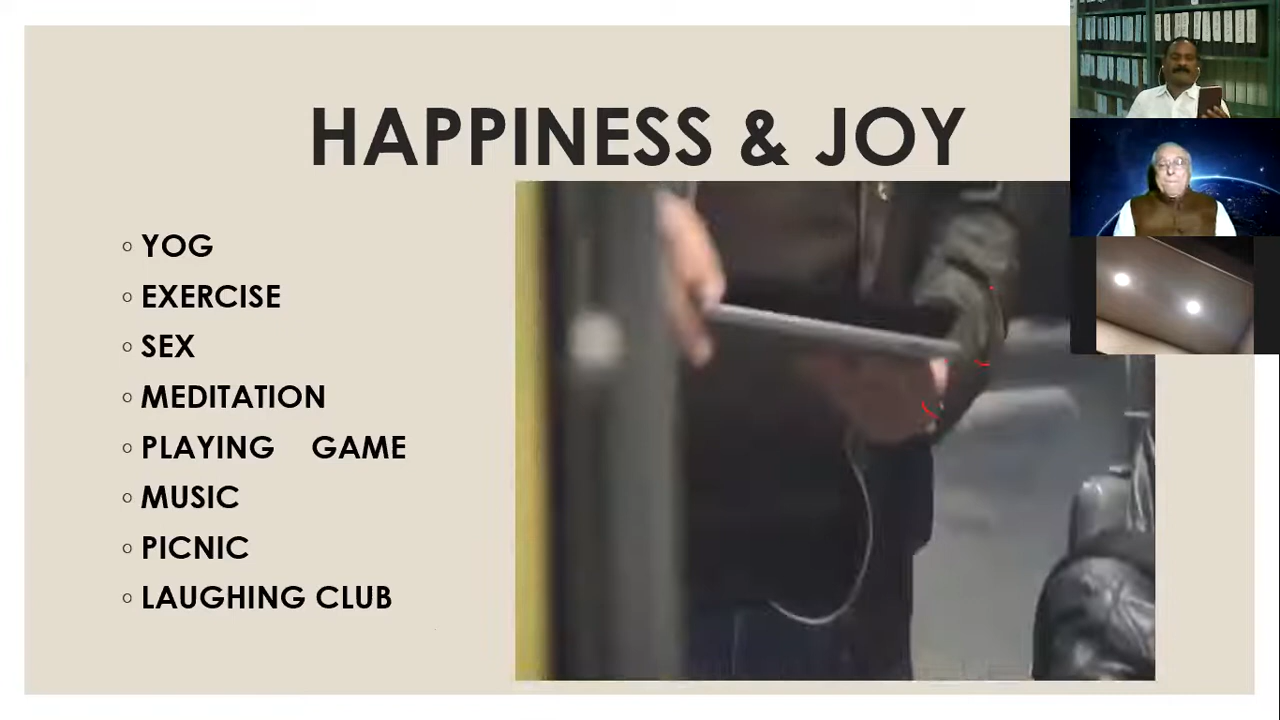 HAPPINESS & JOY
YOG
EXERCISE
SEX
MEDITATION
PLAYING GAME
MUSIC
PICNIC
LAUGHING CLUB